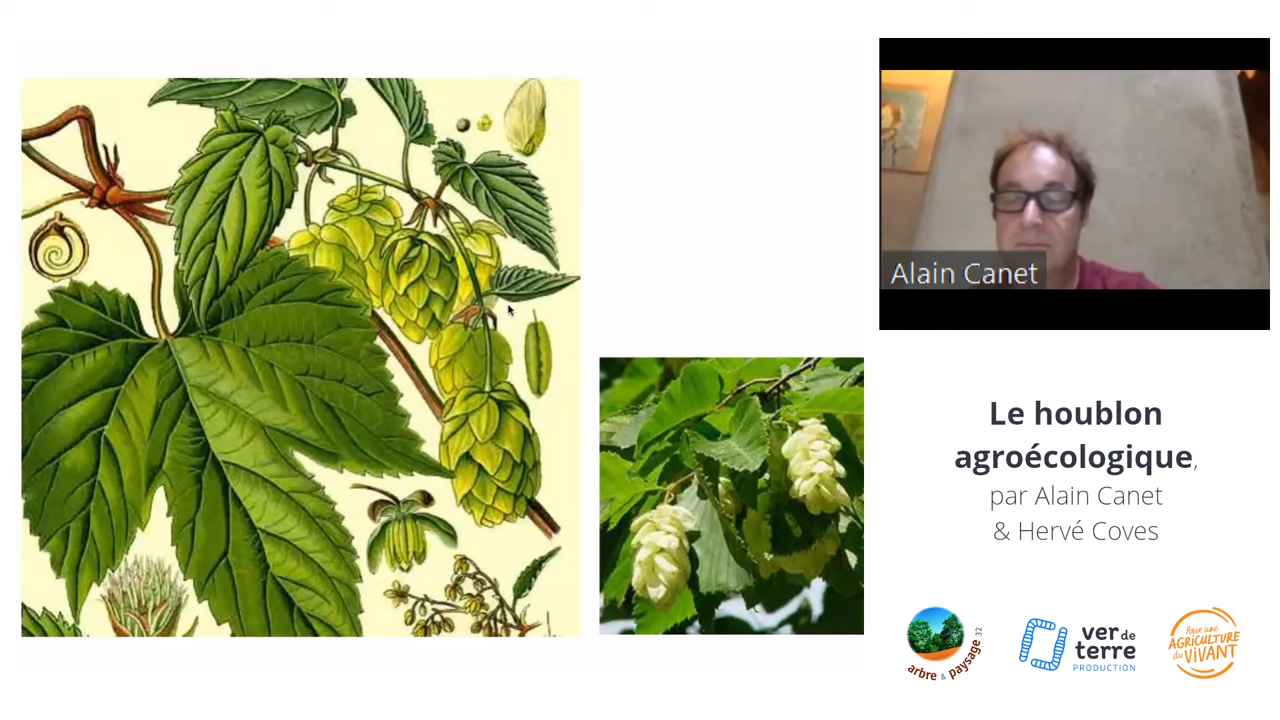 Alain Canet
Le houblon
agroécologique,
par Alain Canet
& Hervé Coves
arbre & paysage 32
ver de
terre
PRODUCTION
Pour une
AGRICULTURE
du ViVANT